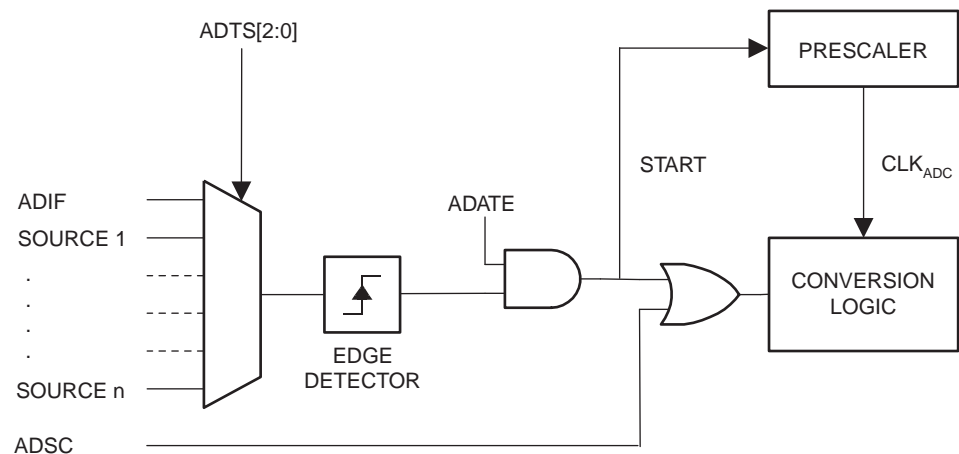 ADTS[2:0]
PRESCALER
START
CLKADC
ADIF
SOURCE 1
.
.
.
.
SOURCE n
ADSC
ADATE
EDGE
DETECTOR
CONVERSION
LOGIC